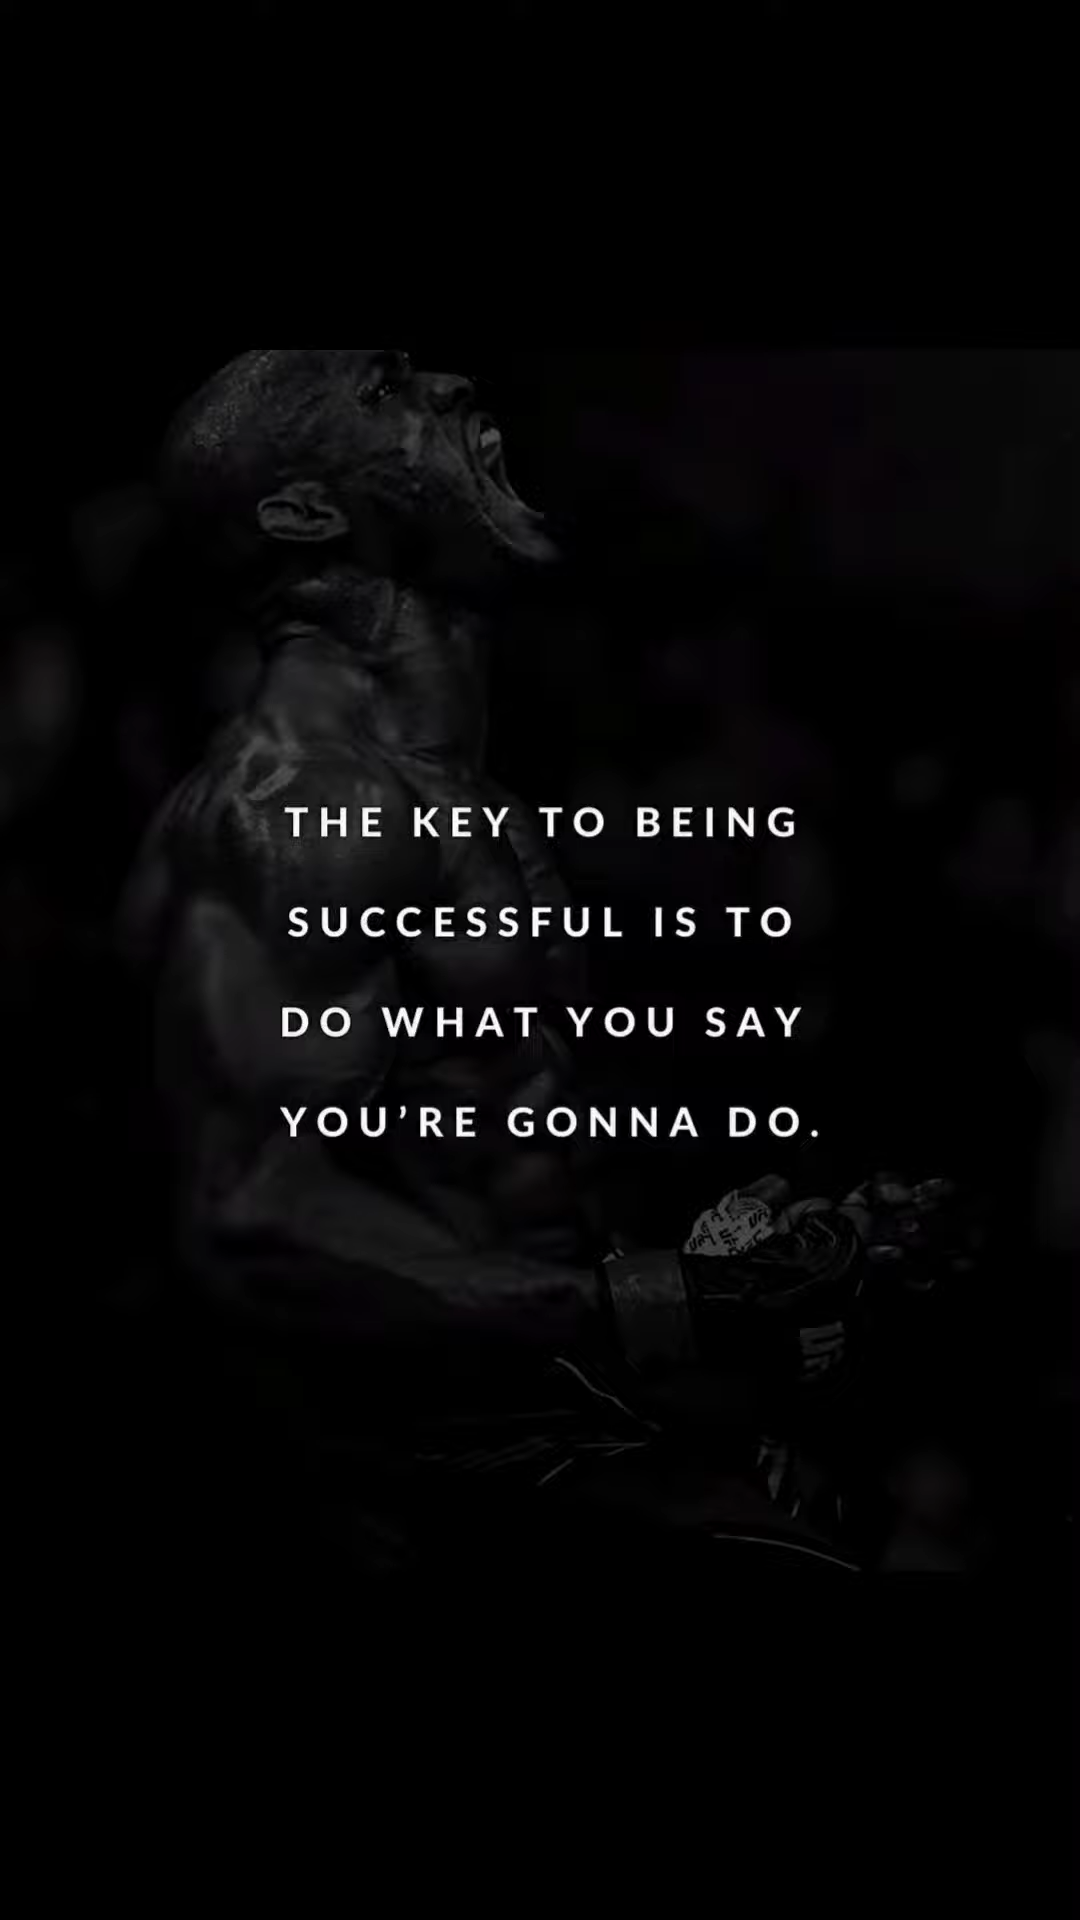 THE KEY TO BEING
SUCCESSFUL IS TO
DO WHAT YOU SAY
YOU’RE GONNA DO.